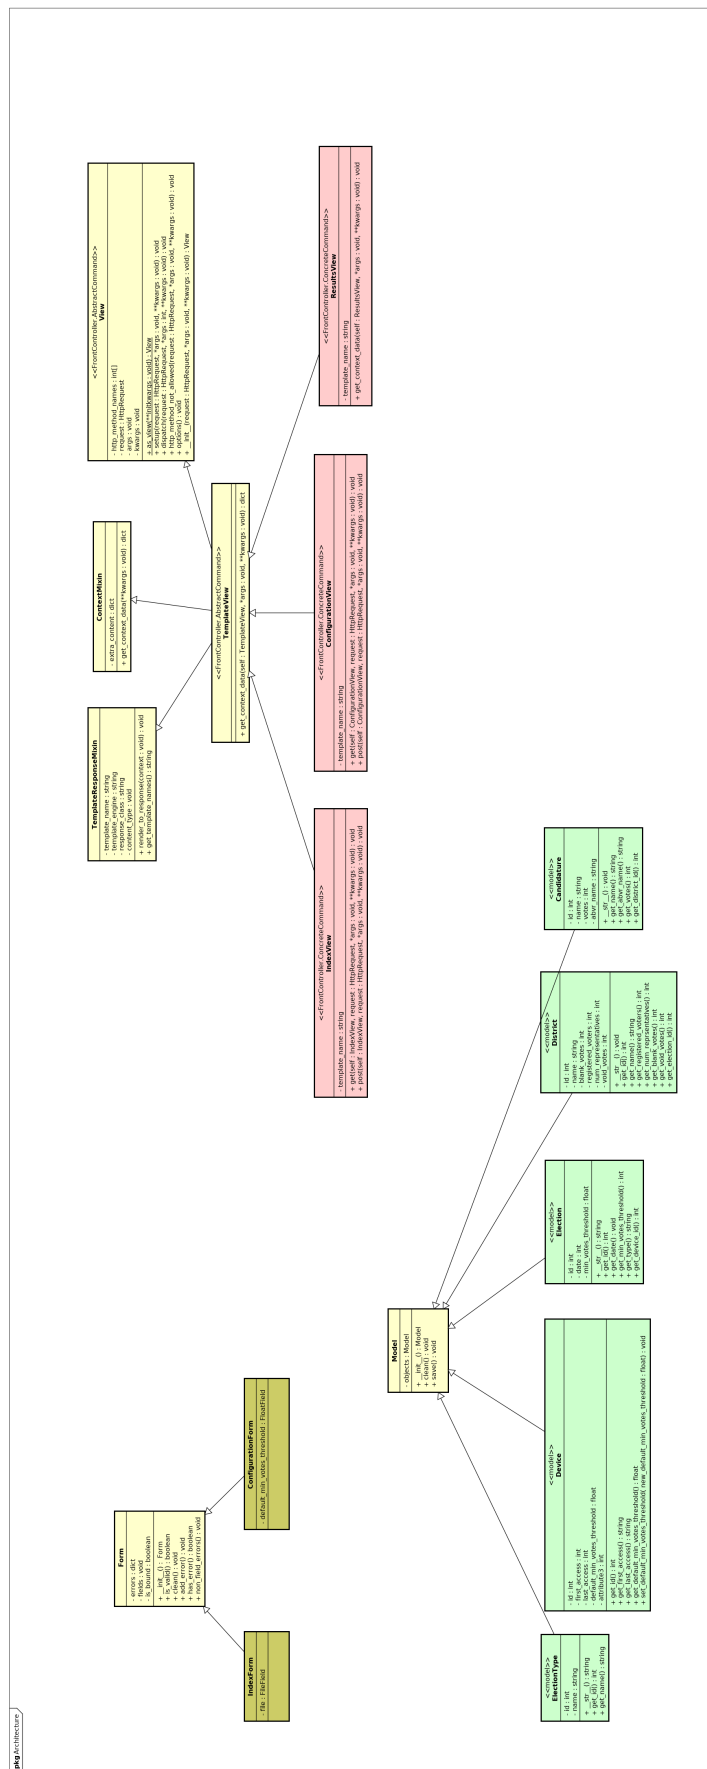 pkg Architecture
IndexForm
- file : FileField
Form
- errors : dict
- fields : void
- is_bound : boolean
+ __init__() : Form
+ is_valid() : boolean
+ clean() : void
+ add_error() : void
+ has_error() : boolean
+ non_field_errors() : void
ConfigurationForm
- default_min_votes_threshold : FloatField
TemplateResponseMixin
- template_name : string
- template_engine : string
- response_class : string
- content_type : void
+ render_to_response(context : void) : void
+ get_template_names() : string
ContextMixin
- extra_content : dict
+ get_context_data(**kwargs : void) : dict
<<FrontController.AbstractCommand>>
View
- http_method_names : int[]
- request : HttpRequest
- args : void
- kwargs : void
+ as_view(**initkwargs : void) : View
+ setup(request : HttpRequest, *args : void, **kwargs : void) : void
+ dispatch(request : HttpRequest, *args : int, **kwargs : void) : void
+ http_method_not_allowed(request : HttpRequest, *args : void, **kwargs : void) : void
+ options() : void
+ __init__(request : HttpRequest, *args : void, **kwargs : void) : View
<<FrontController.AbstractCommand>>
TemplateView
+ get_context_data(self : TemplateView, *args : void, **kwargs : void) : dict
<<FrontController.ConcreteCommand>>
IndexView
- template_name : string
+ get(self : IndexView, request : HttpRequest, *args : void, **kwargs : void) : void
+ post(self : IndexView, request : HttpRequest, *args : void, **kwargs : void) : void
<<FrontController.ConcreteCommand>>
ConfigurationView
- template_name : string
+ get(self : ConfigurationView, request : HttpRequest, *args : void, **kwargs : void) : void
+ post(self : ConfigurationView, request : HttpRequest, *args : void, **kwargs : void) : void
<<FrontController.ConcreteCommand>>
ResultsView
- template_name : string
+ get_context_data(self : ResultsView, *args : void, **kwargs : void) : void
Model
- objects : Model
+ __init__() : Model
+ clean() : void
+ save() : void
<<model>>
ElectionType
- id : int
- name : string
+ __str__() : string
+ get_id() : int
+ get_name() : string
<<model>>
Device
- id : int
- first_access : int
- last_access : int
- default_min_votes_threshold : float
- attribute3 : int
+ get_id() : int
+ get_first_access() : string
+ get_last_access() : string
+ get_default_min_votes_threshold() : float
+ set_default_min_votes_threshold( new_default_min_votes_threshold : float) : void
<<model>>
Election
- id : int
- date : int
- min_votes_threshold : float
+ __str__() : string
+ get_id() : int
+ get_date() : void
+ get_min_votes_threshold() : int
+ get_type() : string
+ get_device_id() : int
<<model>>
District
- id : int
- name : string
- blank_votes : int
- registered_voters : int
- num_representatives : int
- void_votes : int
+ __str__() : void
+ get_id() : int
+ get_name() : string
+ get_registered_voters() : int
+ get_num_reprsentatives() : int
+ get_blank_votes() : int
+ get_void_votes() : int
+ get_election_id() : int
<<model>>
Candidature
- id : int
- name : string
- votes : int
- abvr_name : string
+ __str__() : void
+ get_name() : string
+ get_abvr_name() : string
+ get_votes() : int
+ get_district_id() : int